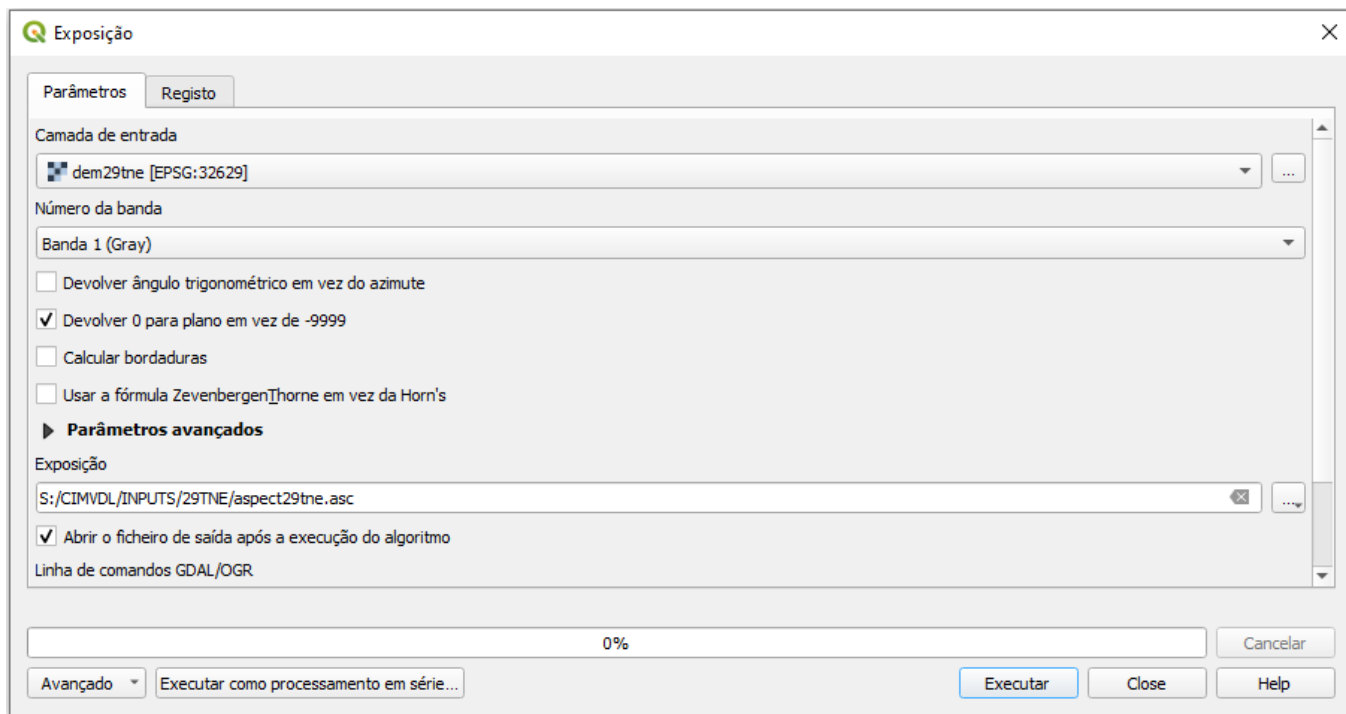 Exposição
Parâmetros Registo
Camada de entrada
dem29tne [EPSG:32629]
...
Número da banda
Banda 1 (Gray)
Devolver ângulo trigonométrico em vez do azimute
Devolver 0 para plano em vez de -9999
Calcular bordaduras
Usar a fórmula ZevenbergenThorne em vez da Horn's
Parâmetros avançados
Exposição
S:/CIMVDL/INPUTS/29TNE/aspect29tne.asc
...
Abrir o ficheiro de saída após a execução do algoritmo
Linha de comandos GDAL/OGR
0% Cancelar
Avançado Executar como processamento em série... Executar Close Help